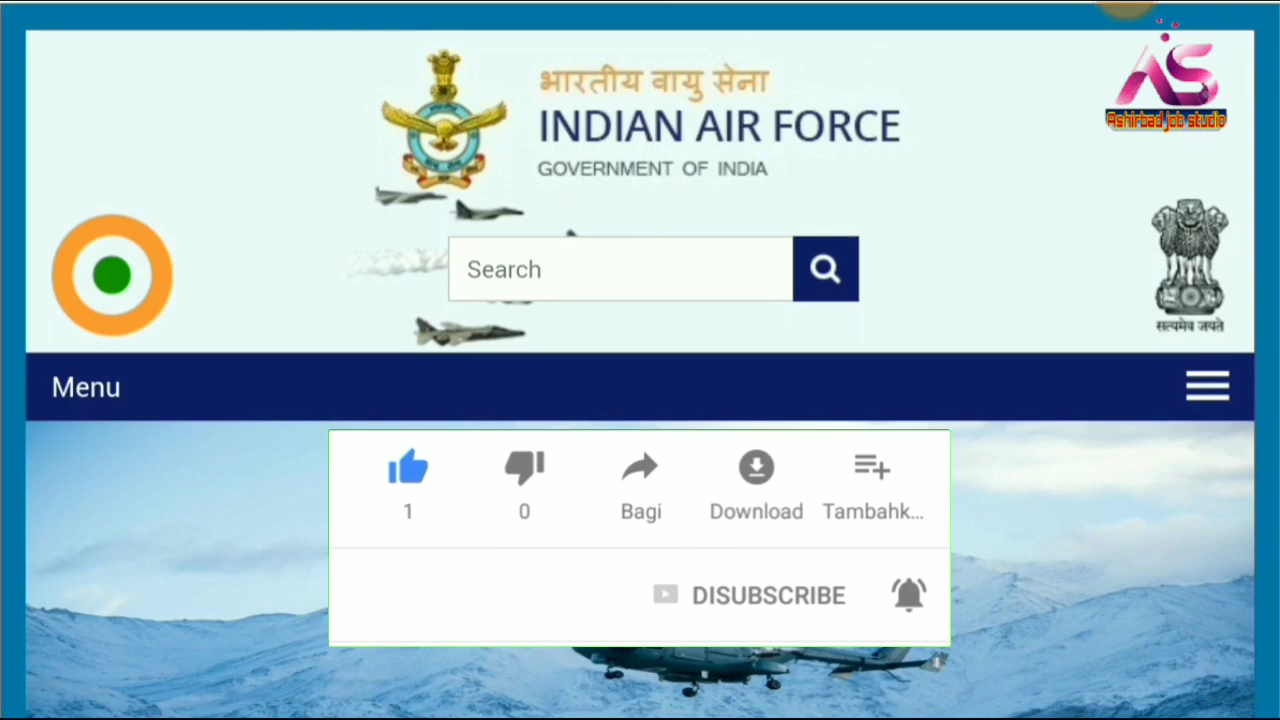 भारतीय वायु सेना
INDIAN AIR FORCE
GOVERNMENT OF INDIA
Ashirbad job studio
Search
सत्यमेव जयते
Menu
1
0
Bagi
Download
Tambahk...
DISUBSCRIBE